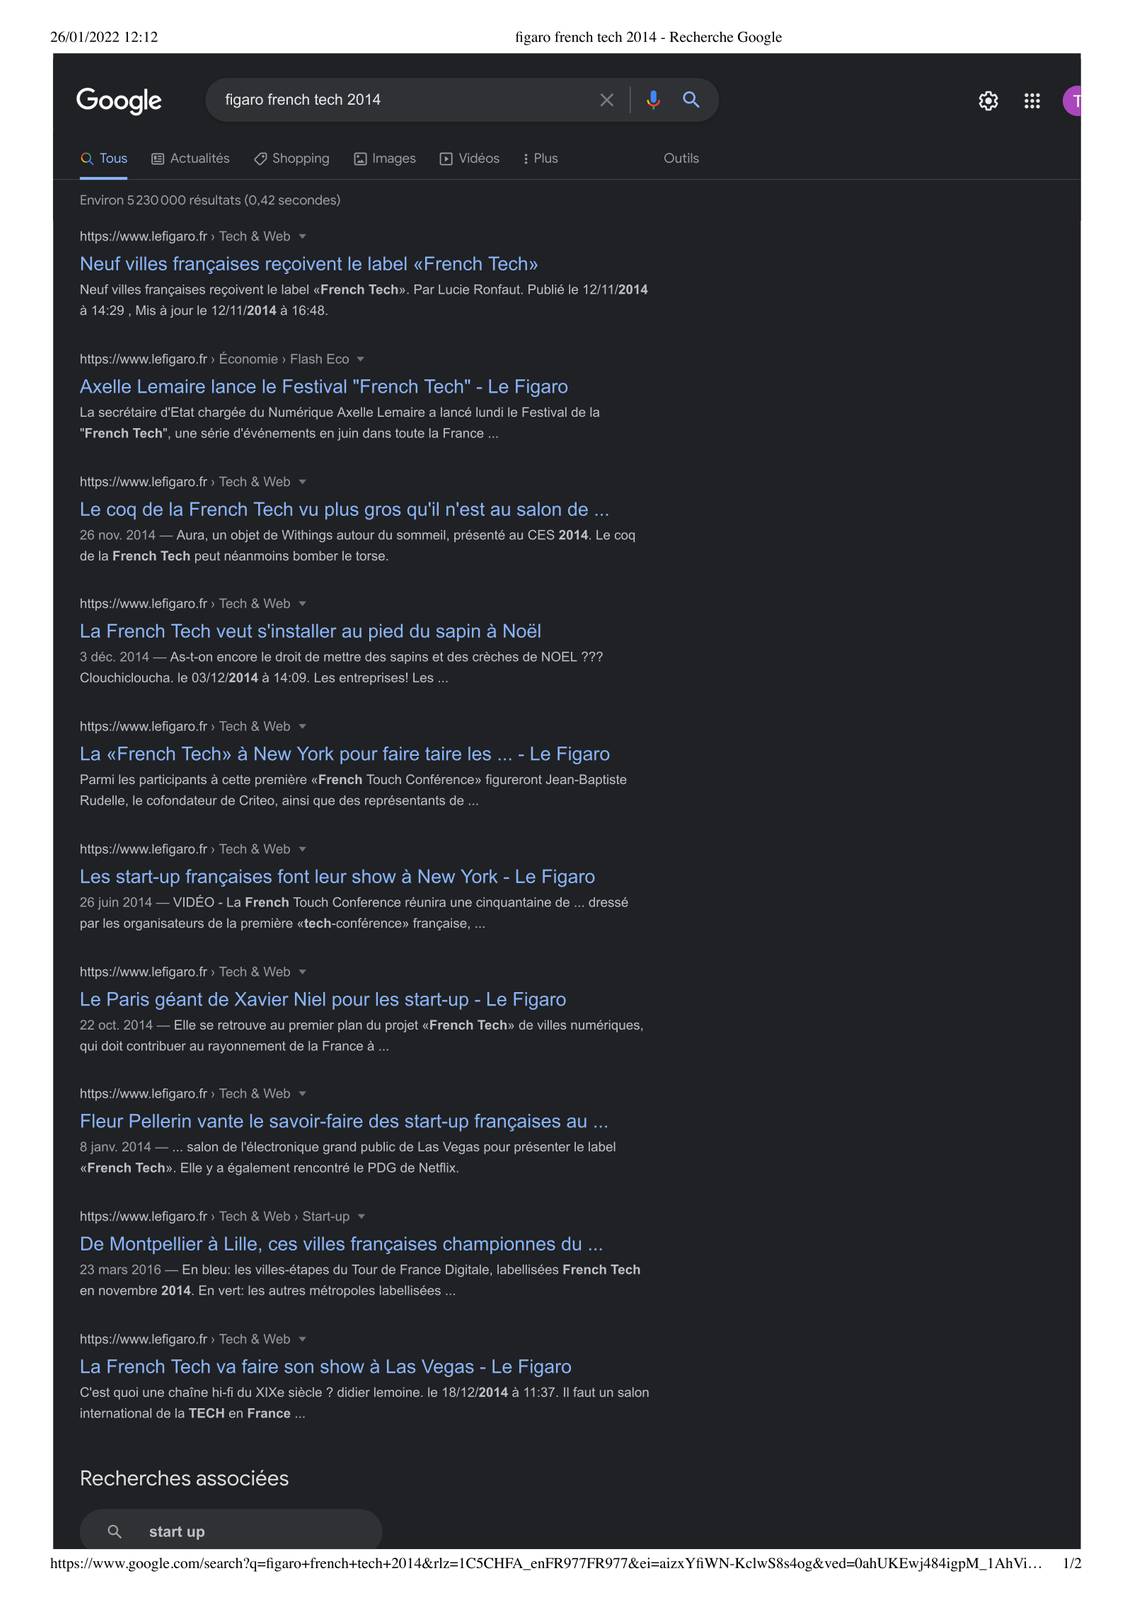 26/01/2022 12:12 figaro french tech 2014 - Recherche Google
Google figaro french tech 2014 T
Tous Actualités Shopping Images Vidéos Plus Outils
Environ 5 230 000 résultats (0,42 secondes)
https://www.lefigaro.fr › Tech & Web
Neuf villes françaises reçoivent le label «French Tech»
Neuf villes françaises reçoivent le label «French Tech». Par Lucie Ronfaut. Publié le 12/11/2014
à 14:29 , Mis à jour le 12/11/2014 à 16:48.
https://www.lefigaro.fr › Économie › Flash Eco
Axelle Lemaire lance le Festival "French Tech" - Le Figaro
La secrétaire d'Etat chargée du Numérique Axelle Lemaire a lancé lundi le Festival de la
"French Tech", une série d'événements en juin dans toute la France ...
https://www.lefigaro.fr › Tech & Web
Le coq de la French Tech vu plus gros qu'il n'est au salon de ...
26 nov. 2014 — Aura, un objet de Withings autour du sommeil, présenté au CES 2014. Le coq
de la French Tech peut néanmoins bomber le torse.
https://www.lefigaro.fr › Tech & Web
La French Tech veut s'installer au pied du sapin à Noël
3 déc. 2014 — As-t-on encore le droit de mettre des sapins et des crèches de NOEL ???
Clouchicloucha. le 03/12/2014 à 14:09. Les entreprises! Les ...
https://www.lefigaro.fr › Tech & Web
La «French Tech» à New York pour faire taire les ... - Le Figaro
Parmi les participants à cette première «French Touch Conférence» figureront Jean-Baptiste
Rudelle, le cofondateur de Criteo, ainsi que des représentants de ...
https://www.lefigaro.fr › Tech & Web
Les start-up françaises font leur show à New York - Le Figaro
26 juin 2014 — VIDÉO - La French Touch Conference réunira une cinquantaine de ... dressé
par les organisateurs de la première «tech-conférence» française, ...
https://www.lefigaro.fr › Tech & Web
Le Paris géant de Xavier Niel pour les start-up - Le Figaro
22 oct. 2014 — Elle se retrouve au premier plan du projet «French Tech» de villes numériques,
qui doit contribuer au rayonnement de la France à ...
https://www.lefigaro.fr › Tech & Web
Fleur Pellerin vante le savoir-faire des start-up françaises au ...
8 janv. 2014 — ... salon de l'électronique grand public de Las Vegas pour présenter le label
«French Tech». Elle y a également rencontré le PDG de Netflix.
https://www.lefigaro.fr › Tech & Web › Start-up
De Montpellier à Lille, ces villes françaises championnes du ...
23 mars 2016 — En bleu: les villes-étapes du Tour de France Digitale, labellisées French Tech
en novembre 2014. En vert: les autres métropoles labellisées ...
https://www.lefigaro.fr › Tech & Web
La French Tech va faire son show à Las Vegas - Le Figaro
C'est quoi une chaîne hi-fi du XIXe siècle ? didier lemoine. le 18/12/2014 à 11:37. Il faut un salon
international de la TECH en France ...
Recherches associées
start up
https://www.google.com/search?q=figaro+french+tech+2014&rlz=1C5CHFA_enFR977FR977&ei=aizxYfiWN-KclwS8s4og&ved=0ahUKEwj484igpM_1AhVi… 1/2